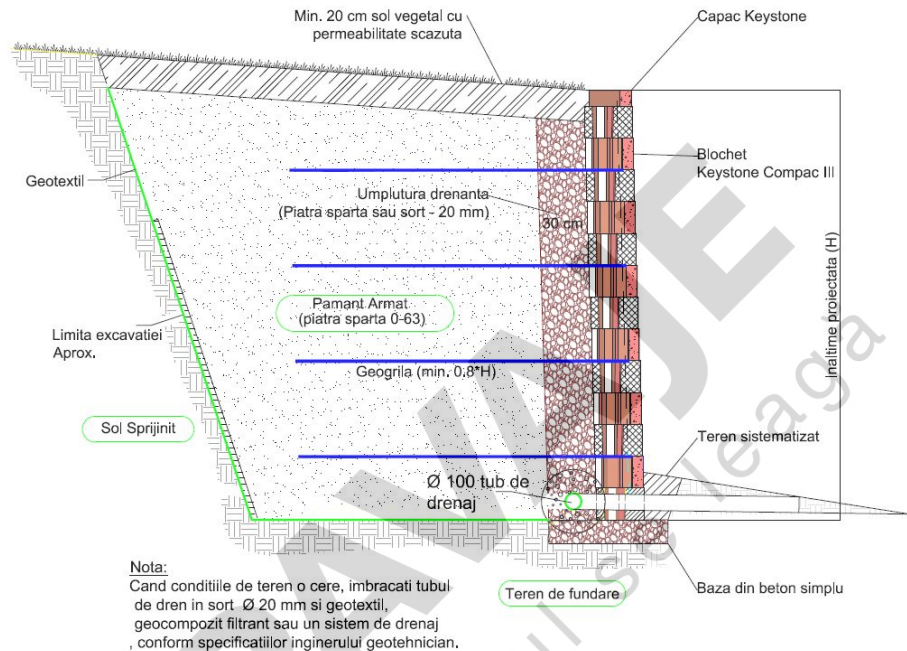 Min. 20 cm sol vegetal cu
permeabilitate scazuta
Capac Keystone
Geotextil
Blochet
Keystone Compac III
Umplutura drenanta
(Piatra sparta sau sort - 20 mm)
30 cm
Inaltime proiectata (H)
Pamant Armat
(piatra sparta 0-63)
Limita excavatiei
Aprox.
Geogrila (min. 0.8*H)
Sol Sprijinit
Teren sistematizat
Ø 100 tub de
drenaj
Nota:
Cand conditiile de teren o cere, imbracati tubul
de dren in sort Ø 20 mm si geotextil,
geocompozit filtrant sau un sistem de drenaj
, conform specificatiilor inginerului geotehnician.
Teren de fundare
Baza din beton simplu
PAVAJE
se leagă